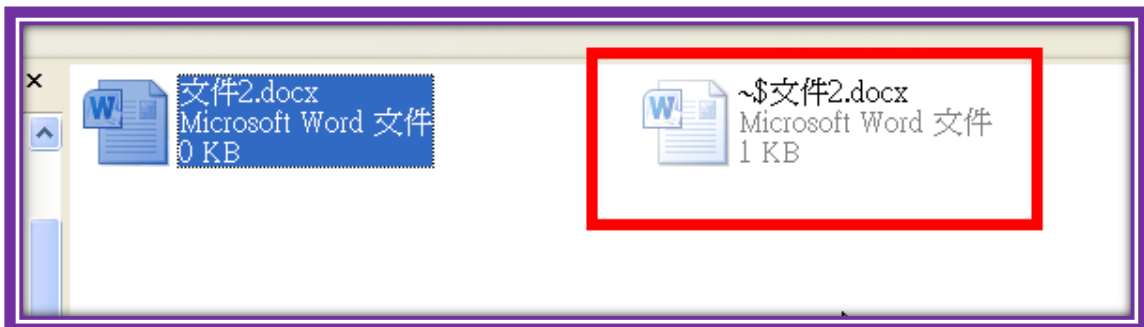 文件2.docx
Microsoft Word 文件
0 KB
~$文件2.docx
Microsoft Word 文件
1 KB